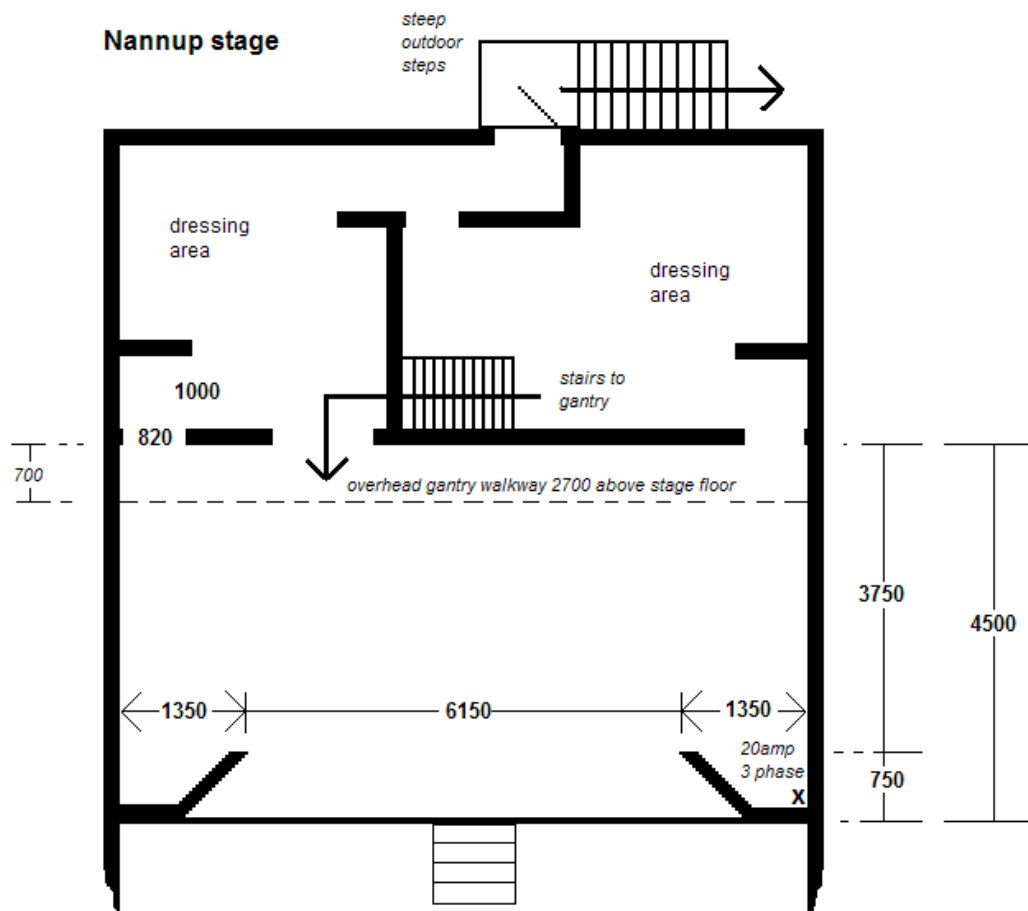 Nannup stage
steep
outdoor
steps
dressing
area
dressing
area
stairs to
gantry
1000
820
700
overhead gantry walkway 2700 above stage floor
3750
4500
1350
6150
1350
20amp
3 phase
X
750